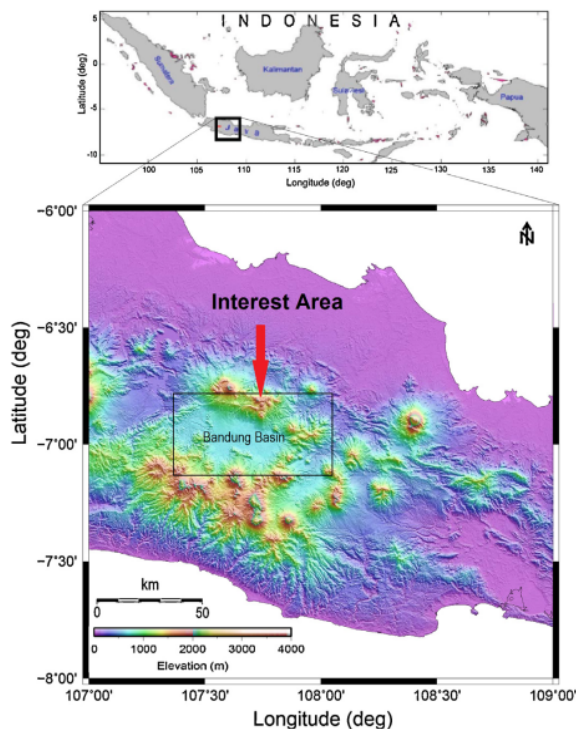 I N D O N E S I A
5
0
-5
-10
Latitude (deg)
Sumatera
Kalimantan
Sulawesi
Papua
J a v a
100
105
110
115
120
125
130
135
140
Longitude (deg)
−6°00'
−6°30'
−7°00'
−7°30'
−8°00'
Latitude (deg)
N
Interest Area
Bandung Basin
km
0
50
0
1000
2000
3000
4000
Elevation (m)
107°00'
107°30'
108°00'
108°30'
109°00'
Longitude (deg)